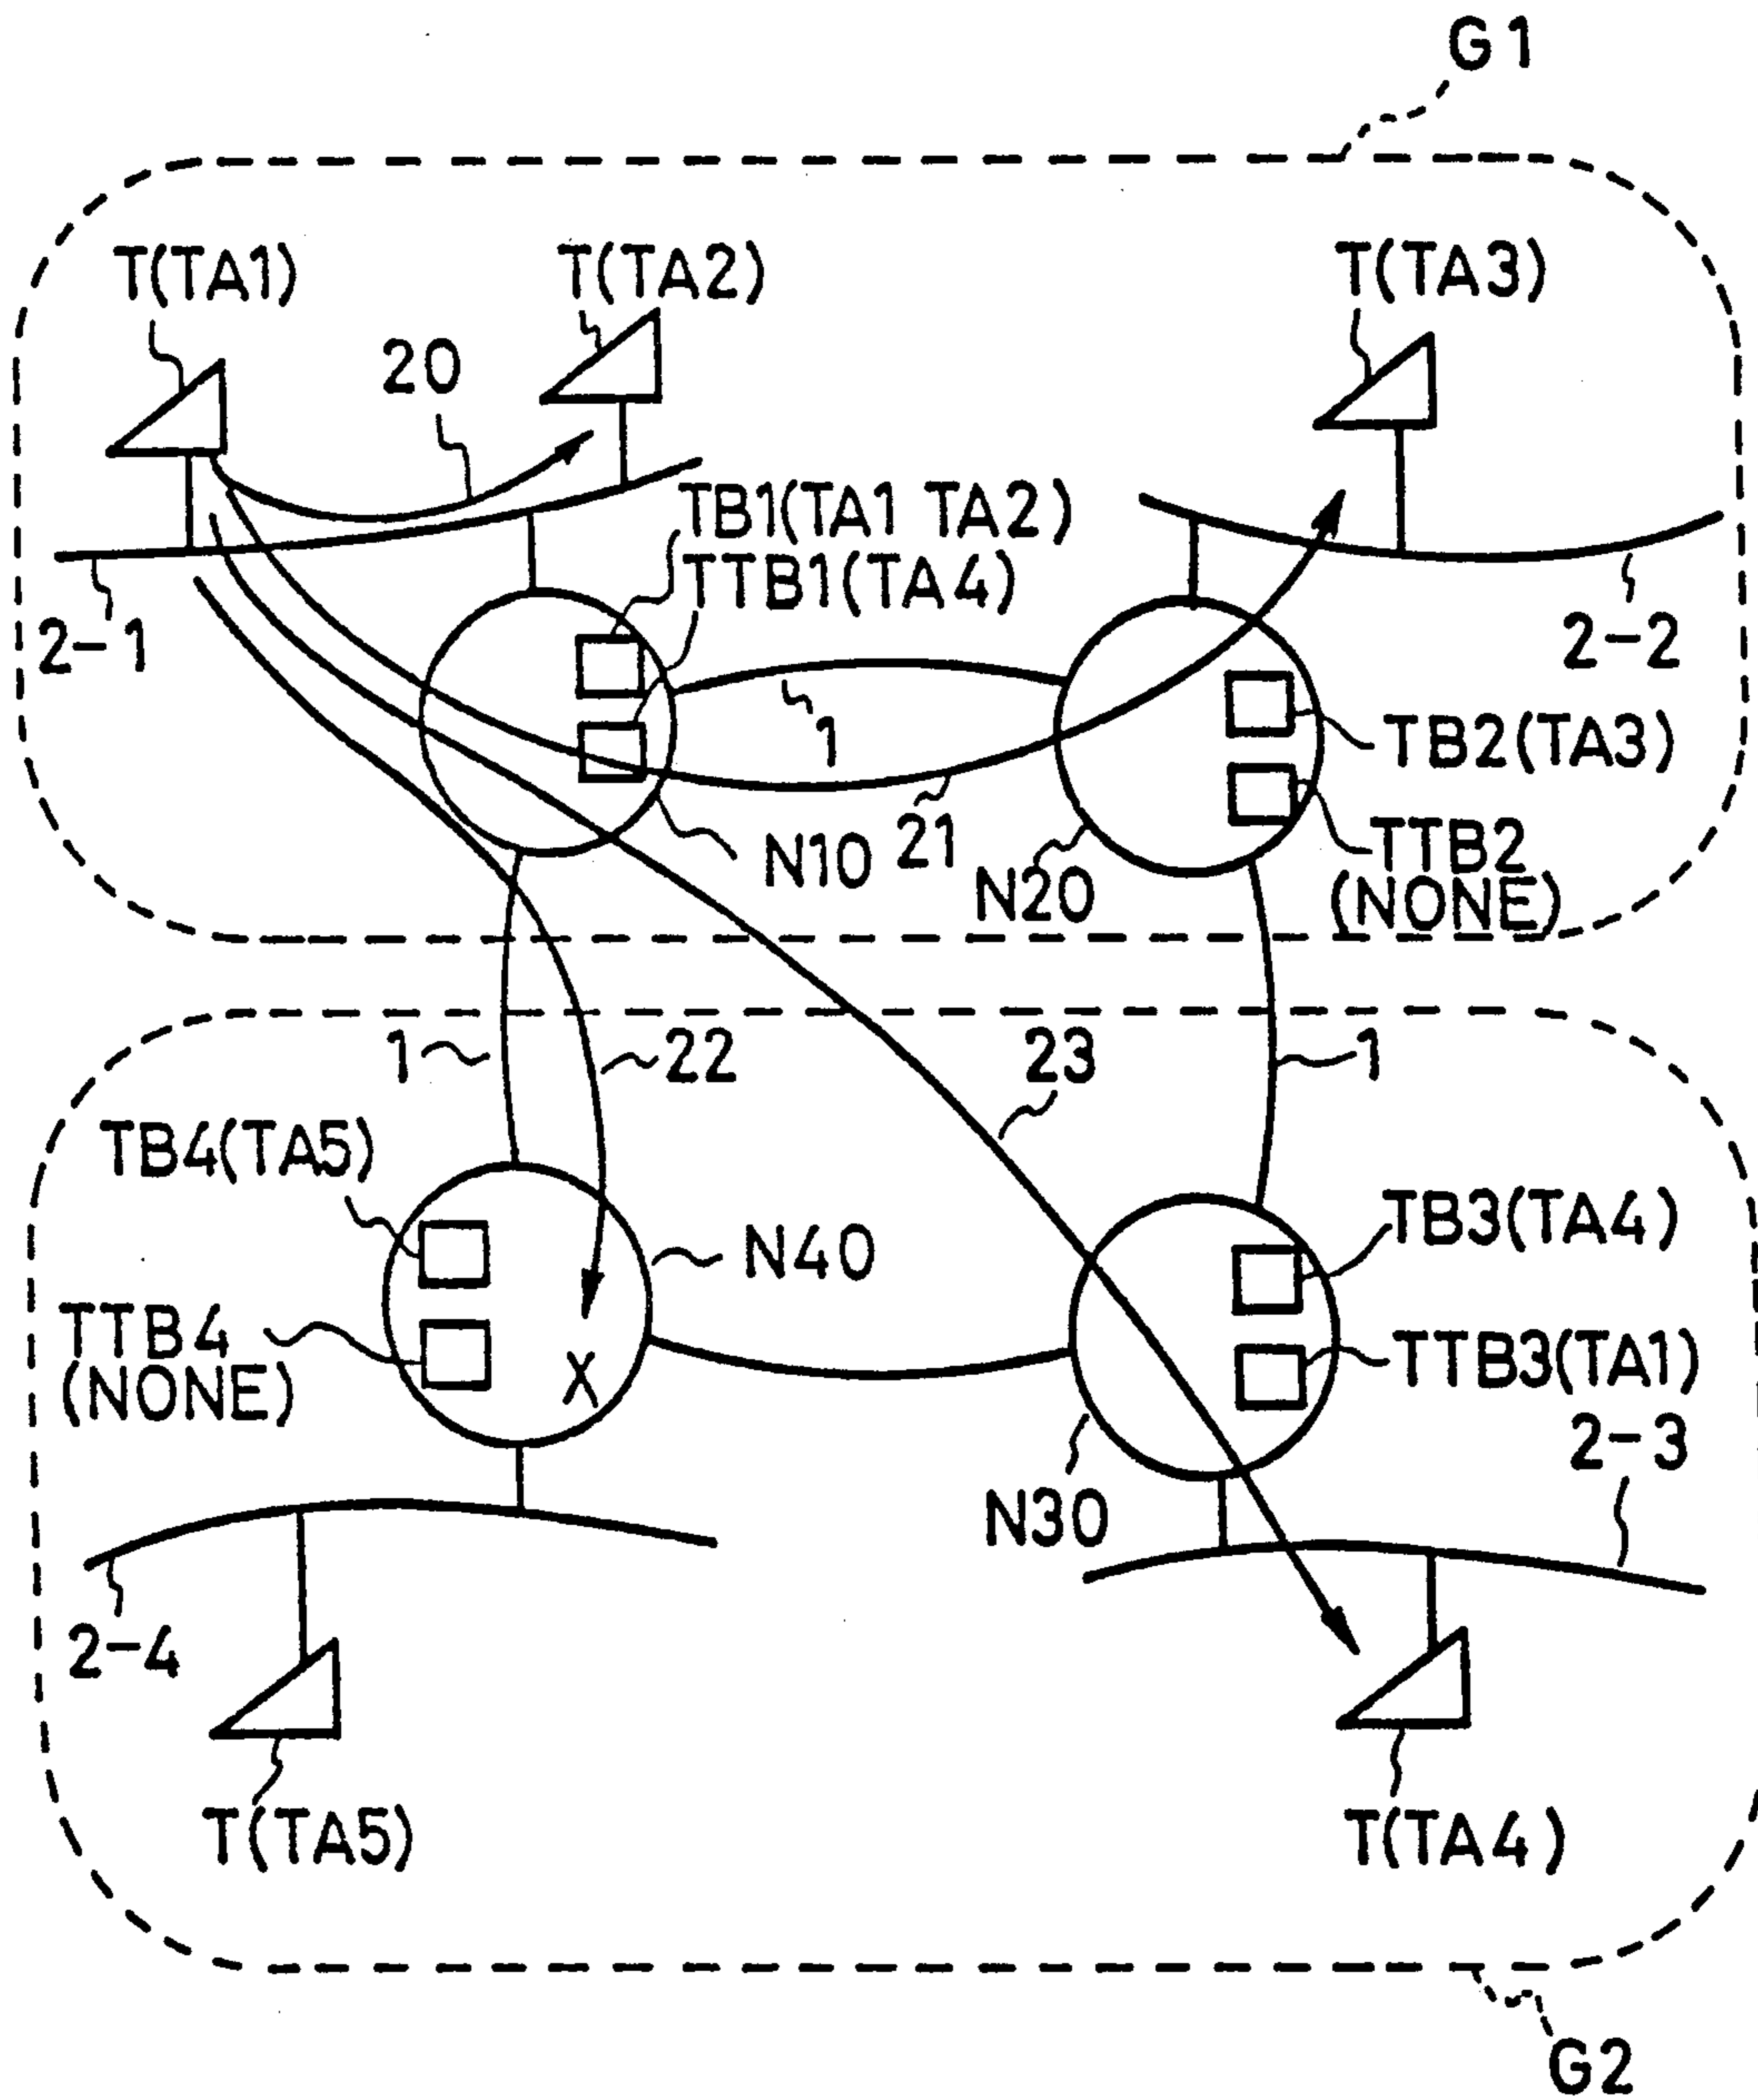 G1
T(TA1)
T(TA2)
T(TA3)
20
TB1(TA1 TA2)
TTB1(TA4)
2-1
2-2
1
TB2(TA3)
21
N10
TTB2
(NONE)
N20
1
22
23
1
TB4(TA5)
TB3(TA4)
N40
TTB4
(NONE)
X
TTB3(TA1)
2-3
N30
2-4
T(TA5)
T(TA4)
G2